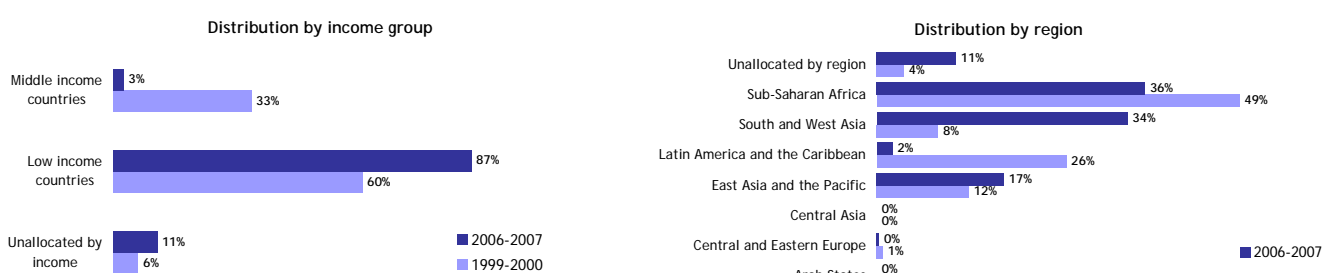 Distribution by income group
Middle income
countries
3%
33%
Low income
countries
87%
60%
Unallocated by
income
11%
6%
2006-2007
1999-2000
Distribution by region
Unallocated by region
11%
4%
Sub-Saharan Africa
36%
49%
South and West Asia
34%
8%
Latin America and the Caribbean
2%
26%
East Asia and the Pacific
17%
12%
Central Asia
0%
0%
Central and Eastern Europe
0%
1%
Arab States
0%
2006-2007